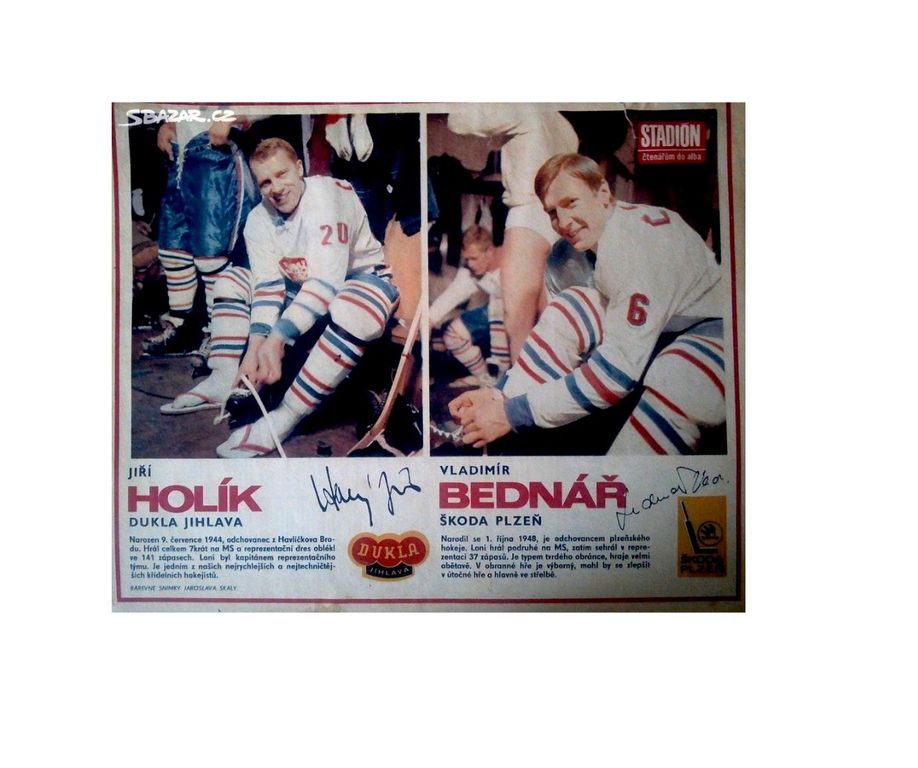 SBAZAR.CZ
STADION
čtenářům do alba
20
6
JIŘÍ
HOLÍK
DUKLA JIHLAVA
Narozen 9. července 1944, odchovanec z Havlíčkova Bro-
du. Hrál celkem 7krát na MS a reprezentační dres oblékl
ve 141 zápasech. Loni byl kapitánem reprezentačního
týmu. Je jedním z našich nejrychlejších a nejtechničtěj-
ších křídelních hokejistů.
BAREVNÉ SNÍMKY JAROSLAVA SKÁLY
DUKLA
JIHLAVA
VLADIMÍR
BEDNÁŘ
ŠKODA PLZEŇ
Narodil se 1. října 1948, je odchovancem plzeňského
hokeje. Loni hrál podruhé na MS, zatím sehrál v repre-
zentaci 37 zápasů. Je typem tvrdého obránce, hraje velmi
obětavě. V obranné hře je výborný, mohl by se zlepšit
v útočné hře a hlavně ve střelbě.
ŠKODA
PLZEŇ